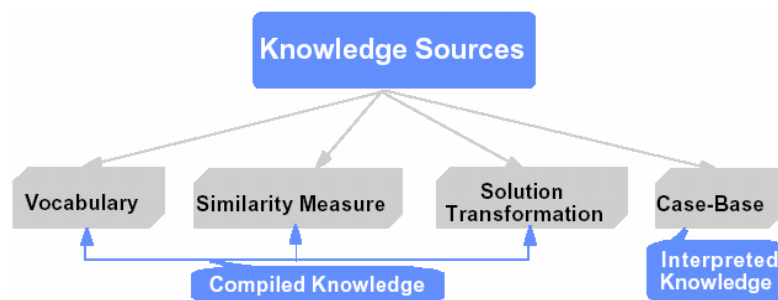 Knowledge Sources
Vocabulary
Similarity Measure
Solution
Transformation
Case-Base
Compiled Knowledge
Interpreted
Knowledge